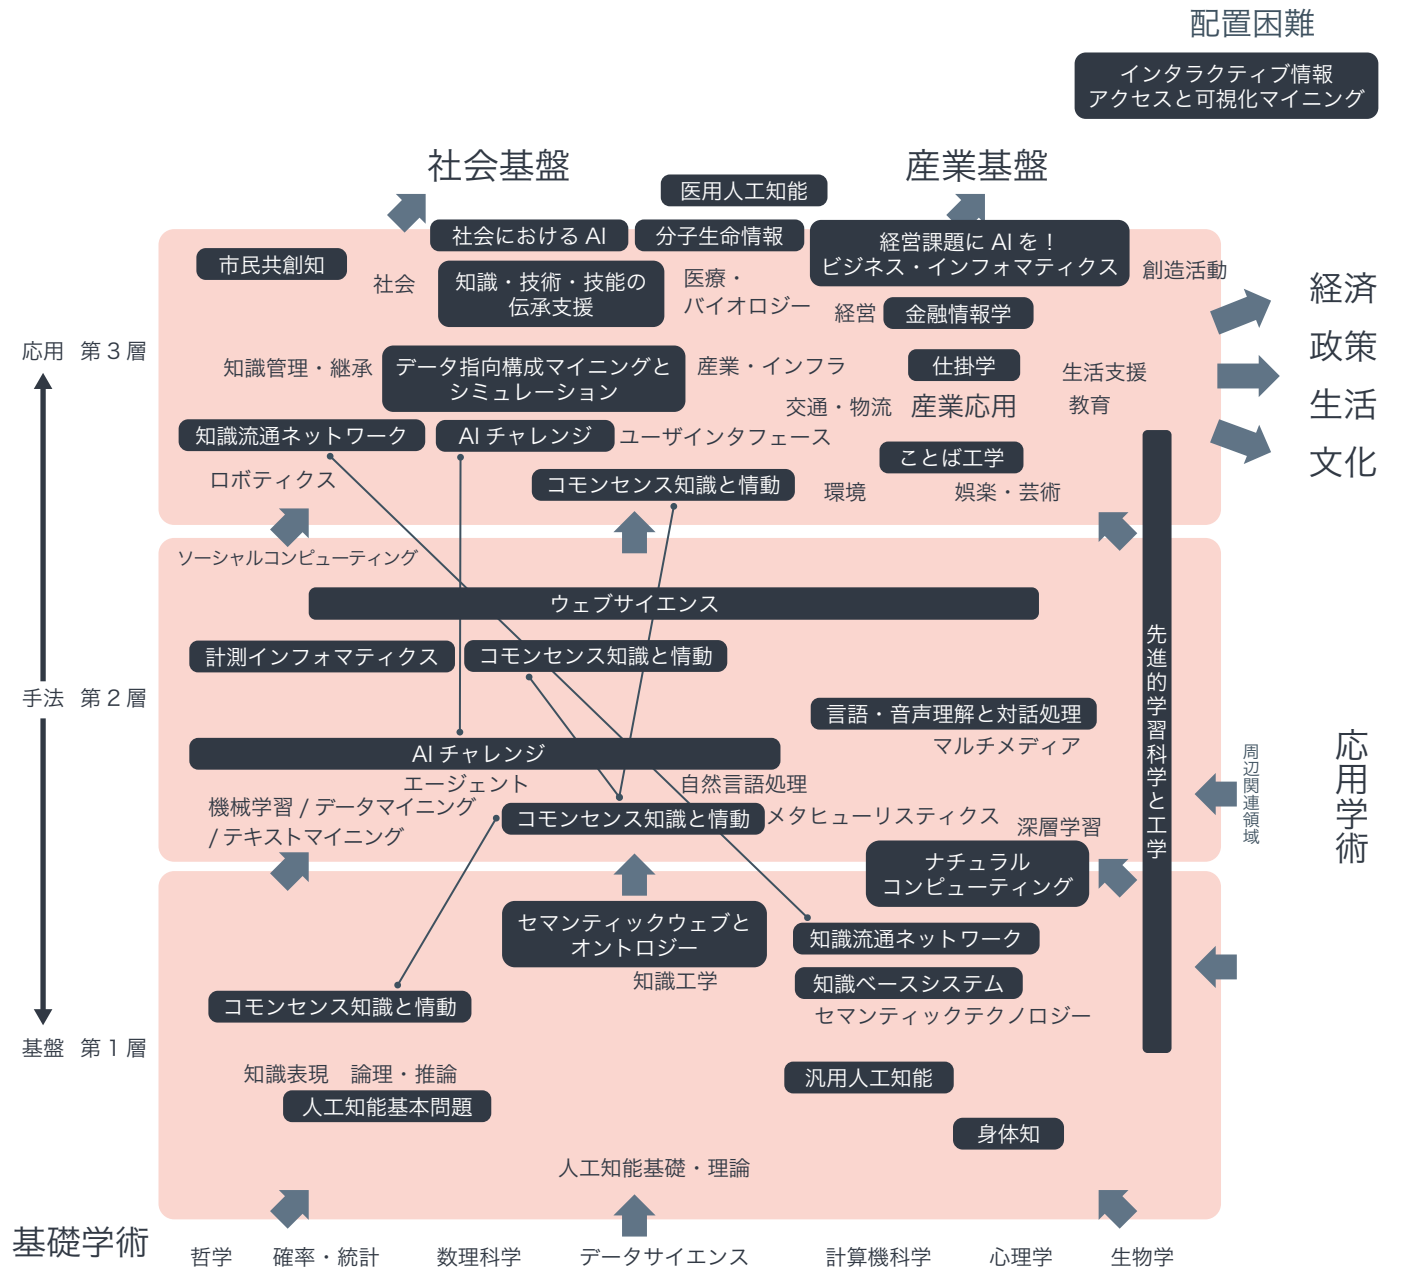 配置困難
インタラクティブ情報
アクセスと可視化マイニング
社会基盤
産業基盤
医用人工知能
社会における AI
分子生命情報
経営課題に AI を！
ビジネス・インフォマティクス
市民共創知
社会
知識・技術・技能の
伝承支援
医療・
バイオロジー
創造活動
経営
金融情報学
経済
政策
生活
文化
応用 第３層
知識管理・継承
データ指向構成マイニングと
シミュレーション
産業・インフラ
仕掛学
生活支援
交通・物流
産業応用
教育
知識流通ネットワーク
AI チャレンジ
ユーザインタフェース
ことば工学
ロボティクス
コモンセンス知識と情動
環境
娯楽・芸術
ソーシャルコンピューティング
ウェブサイエンス
計測インフォマティクス
コモンセンス知識と情動
先進的学習科学と工学
手法 第２層
言語・音声理解と対話処理
マルチメディア
AI チャレンジ
エージェント
自然言語処理
機械学習 / データマイニング
/ テキストマイニング
コモンセンス知識と情動
メタヒューリスティクス
深層学習
周辺関連領域
応用学術
ナチュラル
コンピューティング
セマンティックウェブと
オントロジー
知識工学
知識流通ネットワーク
知識ベースシステム
セマンティックテクノロジー
コモンセンス知識と情動
基盤 第１層
知識表現 論理・推論
人工知能基本問題
汎用人工知能
身体知
人工知能基礎・理論
基礎学術
哲学
確率・統計
数理科学
データサイエンス
計算機科学
心理学
生物学